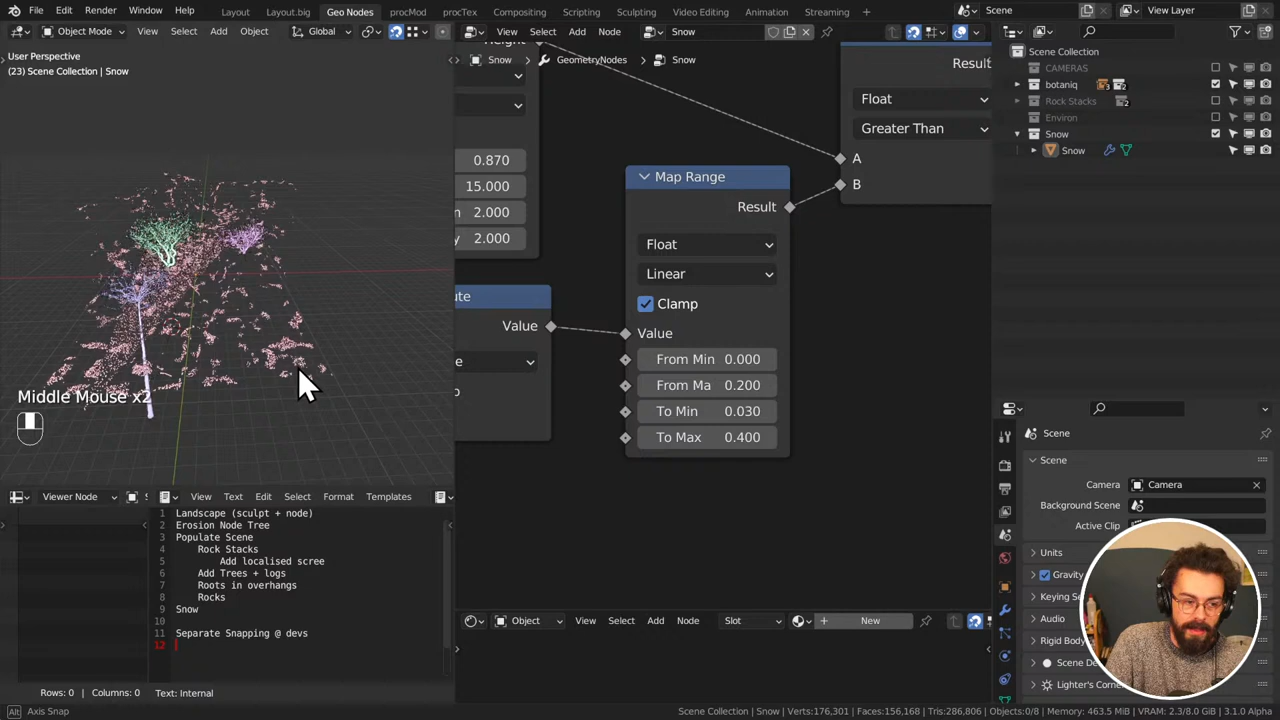 File Edit Render Window Help Layout Layout.big Geo Nodes procMod procTex Compositing Scripting Sculpting Video Editing Animation Streaming + Scene View Layer
Object Mode View Select Add Object Global
View Select Add Node Snow
User Perspective
(23) Scene Collection | Snow
Snow GeometryNodes Snow
0.870
15.000
2.000
2.000
Value
Map Range
Result
Float
Linear
Clamp
Value
From Min 0.000
From Ma 0.200
To Min 0.030
To Max 0.400
Result
Float
Greater Than
A
B
Scene Collection
CAMERAS
botaniq
Rock Stacks
Environ
Snow
Snow
Middle Mouse x2
Viewer Node
View Text Edit Select Format Templates
1 Landscape (sculpt + node)
2 Erosion Node Tree
3 Populate Scene
4 Rock Stacks
5 Add localised scree
6 Add Trees + logs
7 Roots in overhangs
8 Rocks
9 Snow
10
11 Separate Snapping @ devs
12
Rows: 0 Columns: 0 Text: Internal
Object View Select Add Node Slot + New
Scene
Scene
Camera Camera
Background Scene
Active Clip
Units
Gravity
Keying Se
Audio
Rigid Body
Scene De
Lighter's Corne
Alt Axis Snap
Scene Collection | Snow | Verts:176,301 | Faces:156,168 | Tris:286,806 | Objects:0/8 | Memory: 463.5 MiB | VRAM: 2.3/8.0 GiB | 3.1.0 Alpha